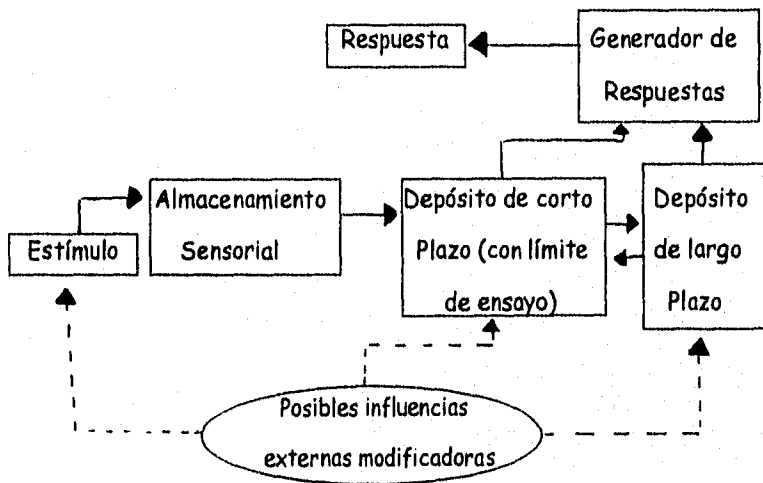 Respuesta
Generador de
Respuestas
Estímulo
Almacenamiento
Sensorial
Depósito de corto
Plazo (con límite
de ensayo)
Depósito
de largo
Plazo
Posibles influencias
externas modificadoras